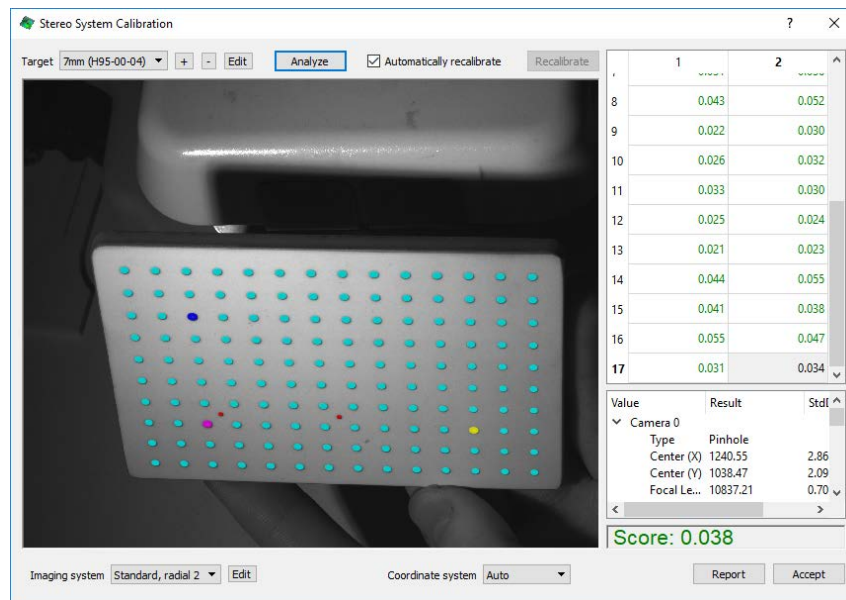 Stereo System Calibration
Target 7mm (H95-00-04) + - Edit Analyze Automatically recalibrate Recalibrate
1 2
8 0.043 0.052
9 0.022 0.030
10 0.026 0.032
11 0.033 0.030
12 0.025 0.024
13 0.021 0.023
14 0.044 0.055
15 0.041 0.038
16 0.055 0.047
17 0.031 0.034
Value Result
Camera 0
Type Pinhole
Center (X) 1240.55 2.86
Center (Y) 1038.47 2.09
Focal Le... 10837.21 0.70
Score: 0.038
Imaging system Standard, radial 2 Edit Coordinate system Auto Report Accept